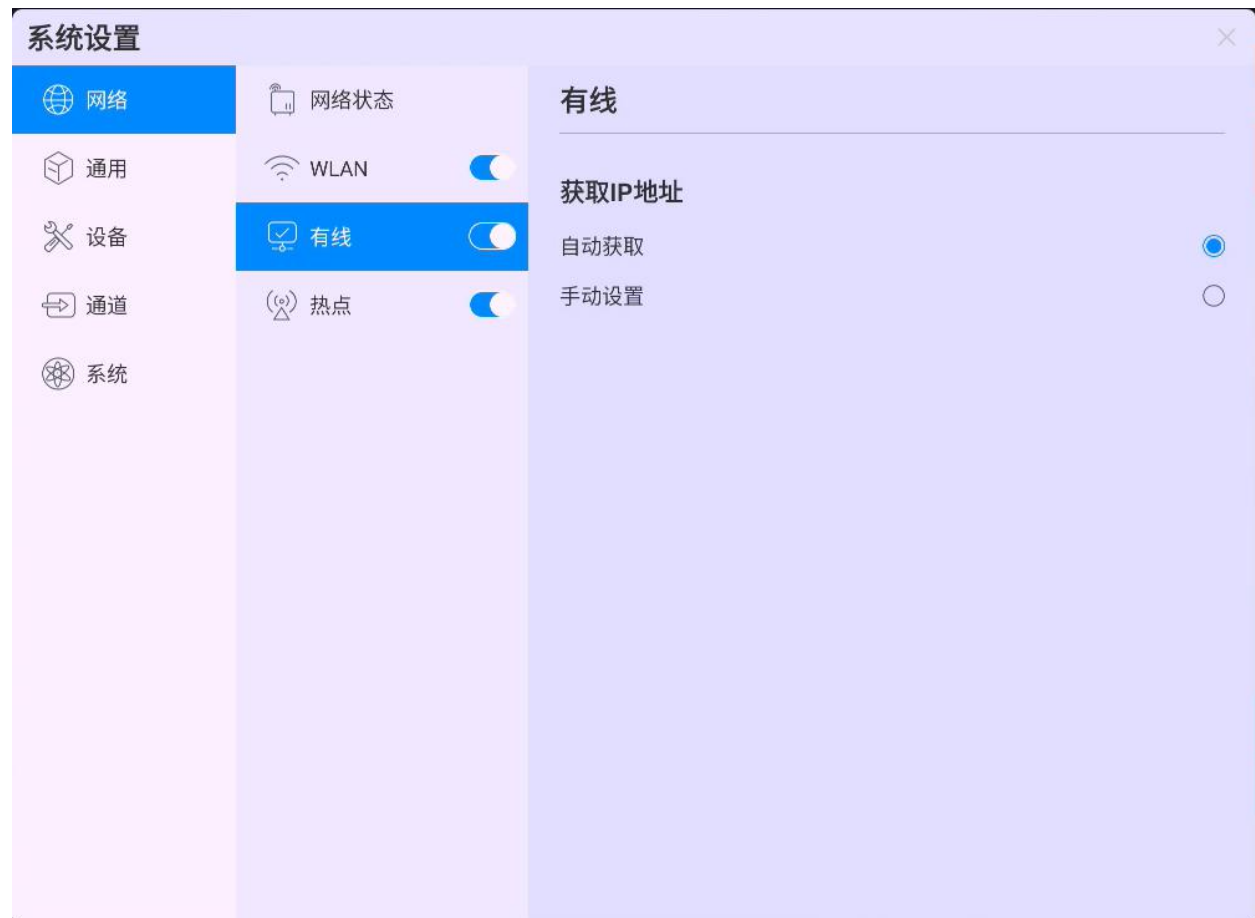 系统设置
网络
通用
设备
通道
系统
网络状态
WLAN
有线
热点
有线
获取IP地址
自动获取
手动设置